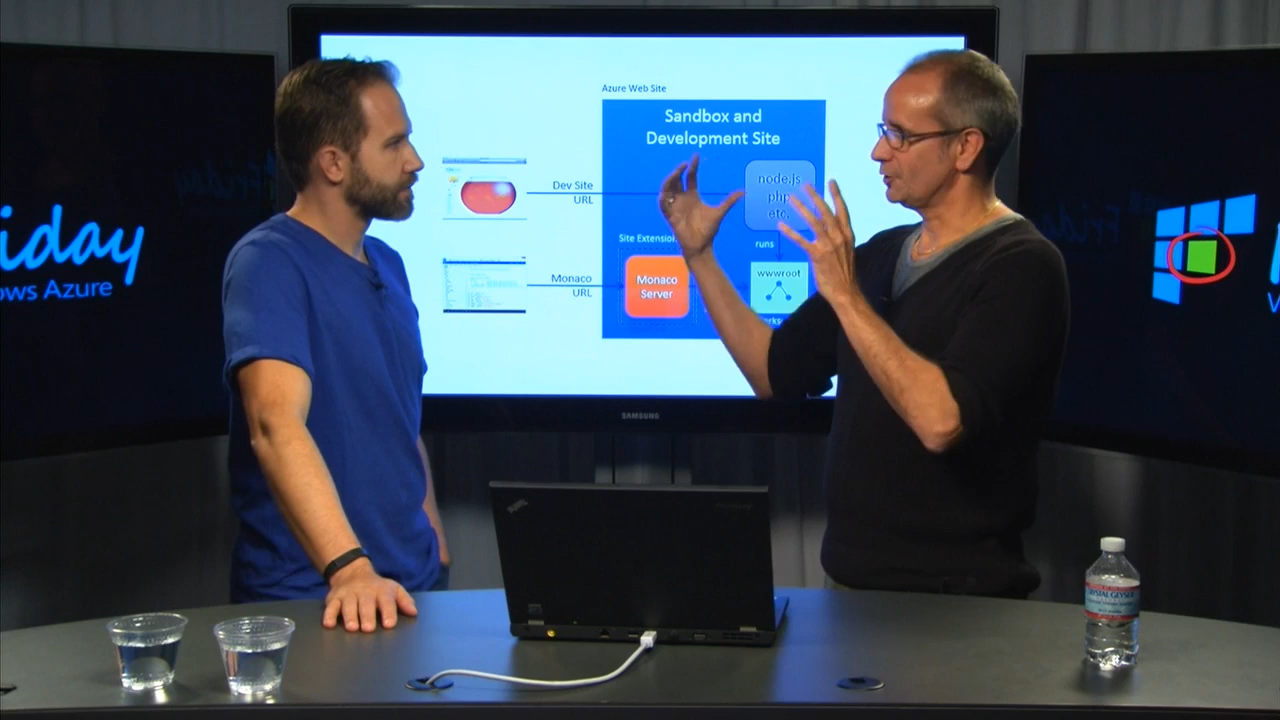 Azure Web Site
Sandbox and
Development Site
Dev Site
URL
node.js
php
etc.
Site Extension
runs
Monaco
URL
Monaco
Server
wwwroot
iday
ows Azure
SAMSUNG
CRYSTAL GEYSER